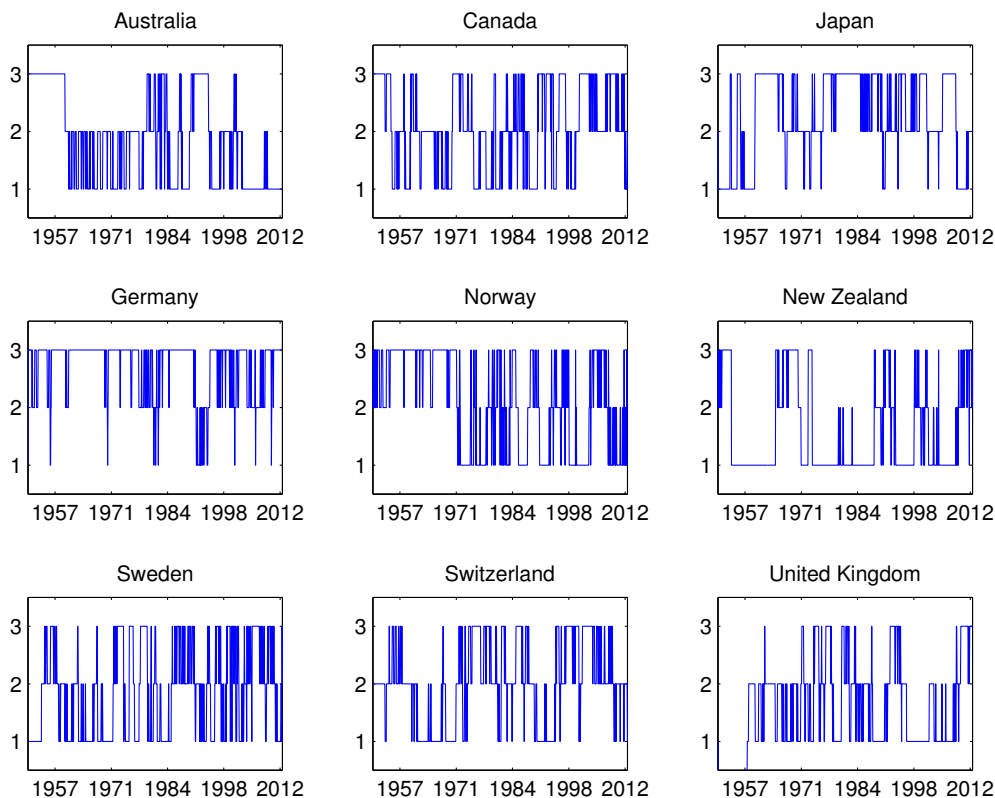 Australia Canada Japan
3 3 3
2 2 2
1 1 1
1957 1971 1984 1998 2012 1957 1971 1984 1998 2012 1957 1971 1984 1998 2012
Germany Norway New Zealand
3 3 3
2 2 2
1 1 1
1957 1971 1984 1998 2012 1957 1971 1984 1998 2012 1957 1971 1984 1998 2012
Sweden Switzerland United Kingdom
3 3 3
2 2 2
1 1 1
1957 1971 1984 1998 2012 1957 1971 1984 1998 2012 1957 1971 1984 1998 2012